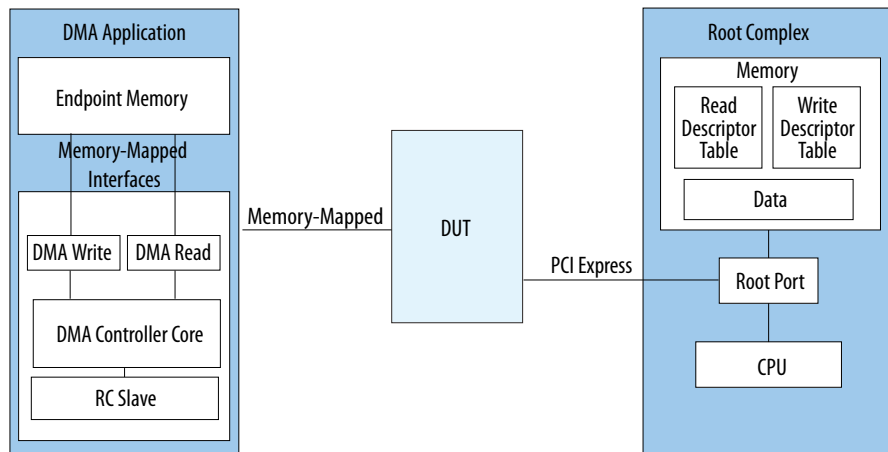 DMA Application
Endpoint Memory
Memory-Mapped
Interfaces
DMA Write
DMA Read
DMA Controller Core
RC Slave
Memory-Mapped
DUT
PCI Express
Root Complex
Memory
Read
Descriptor
Table
Write
Descriptor
Table
Data
Root Port
CPU